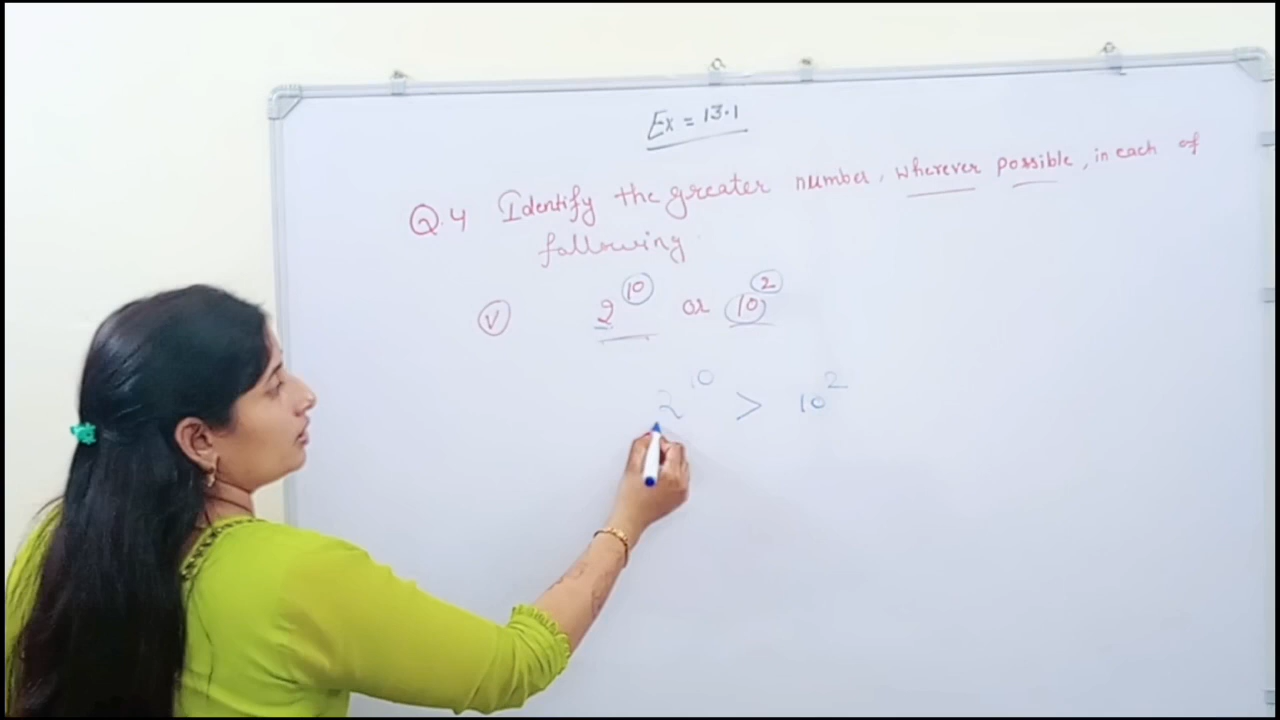 Ex = 13.1
Q.4 Identify the greater number, wherever possible, in each of
following
V 2^10 or 10^2
2^10 > 10^2